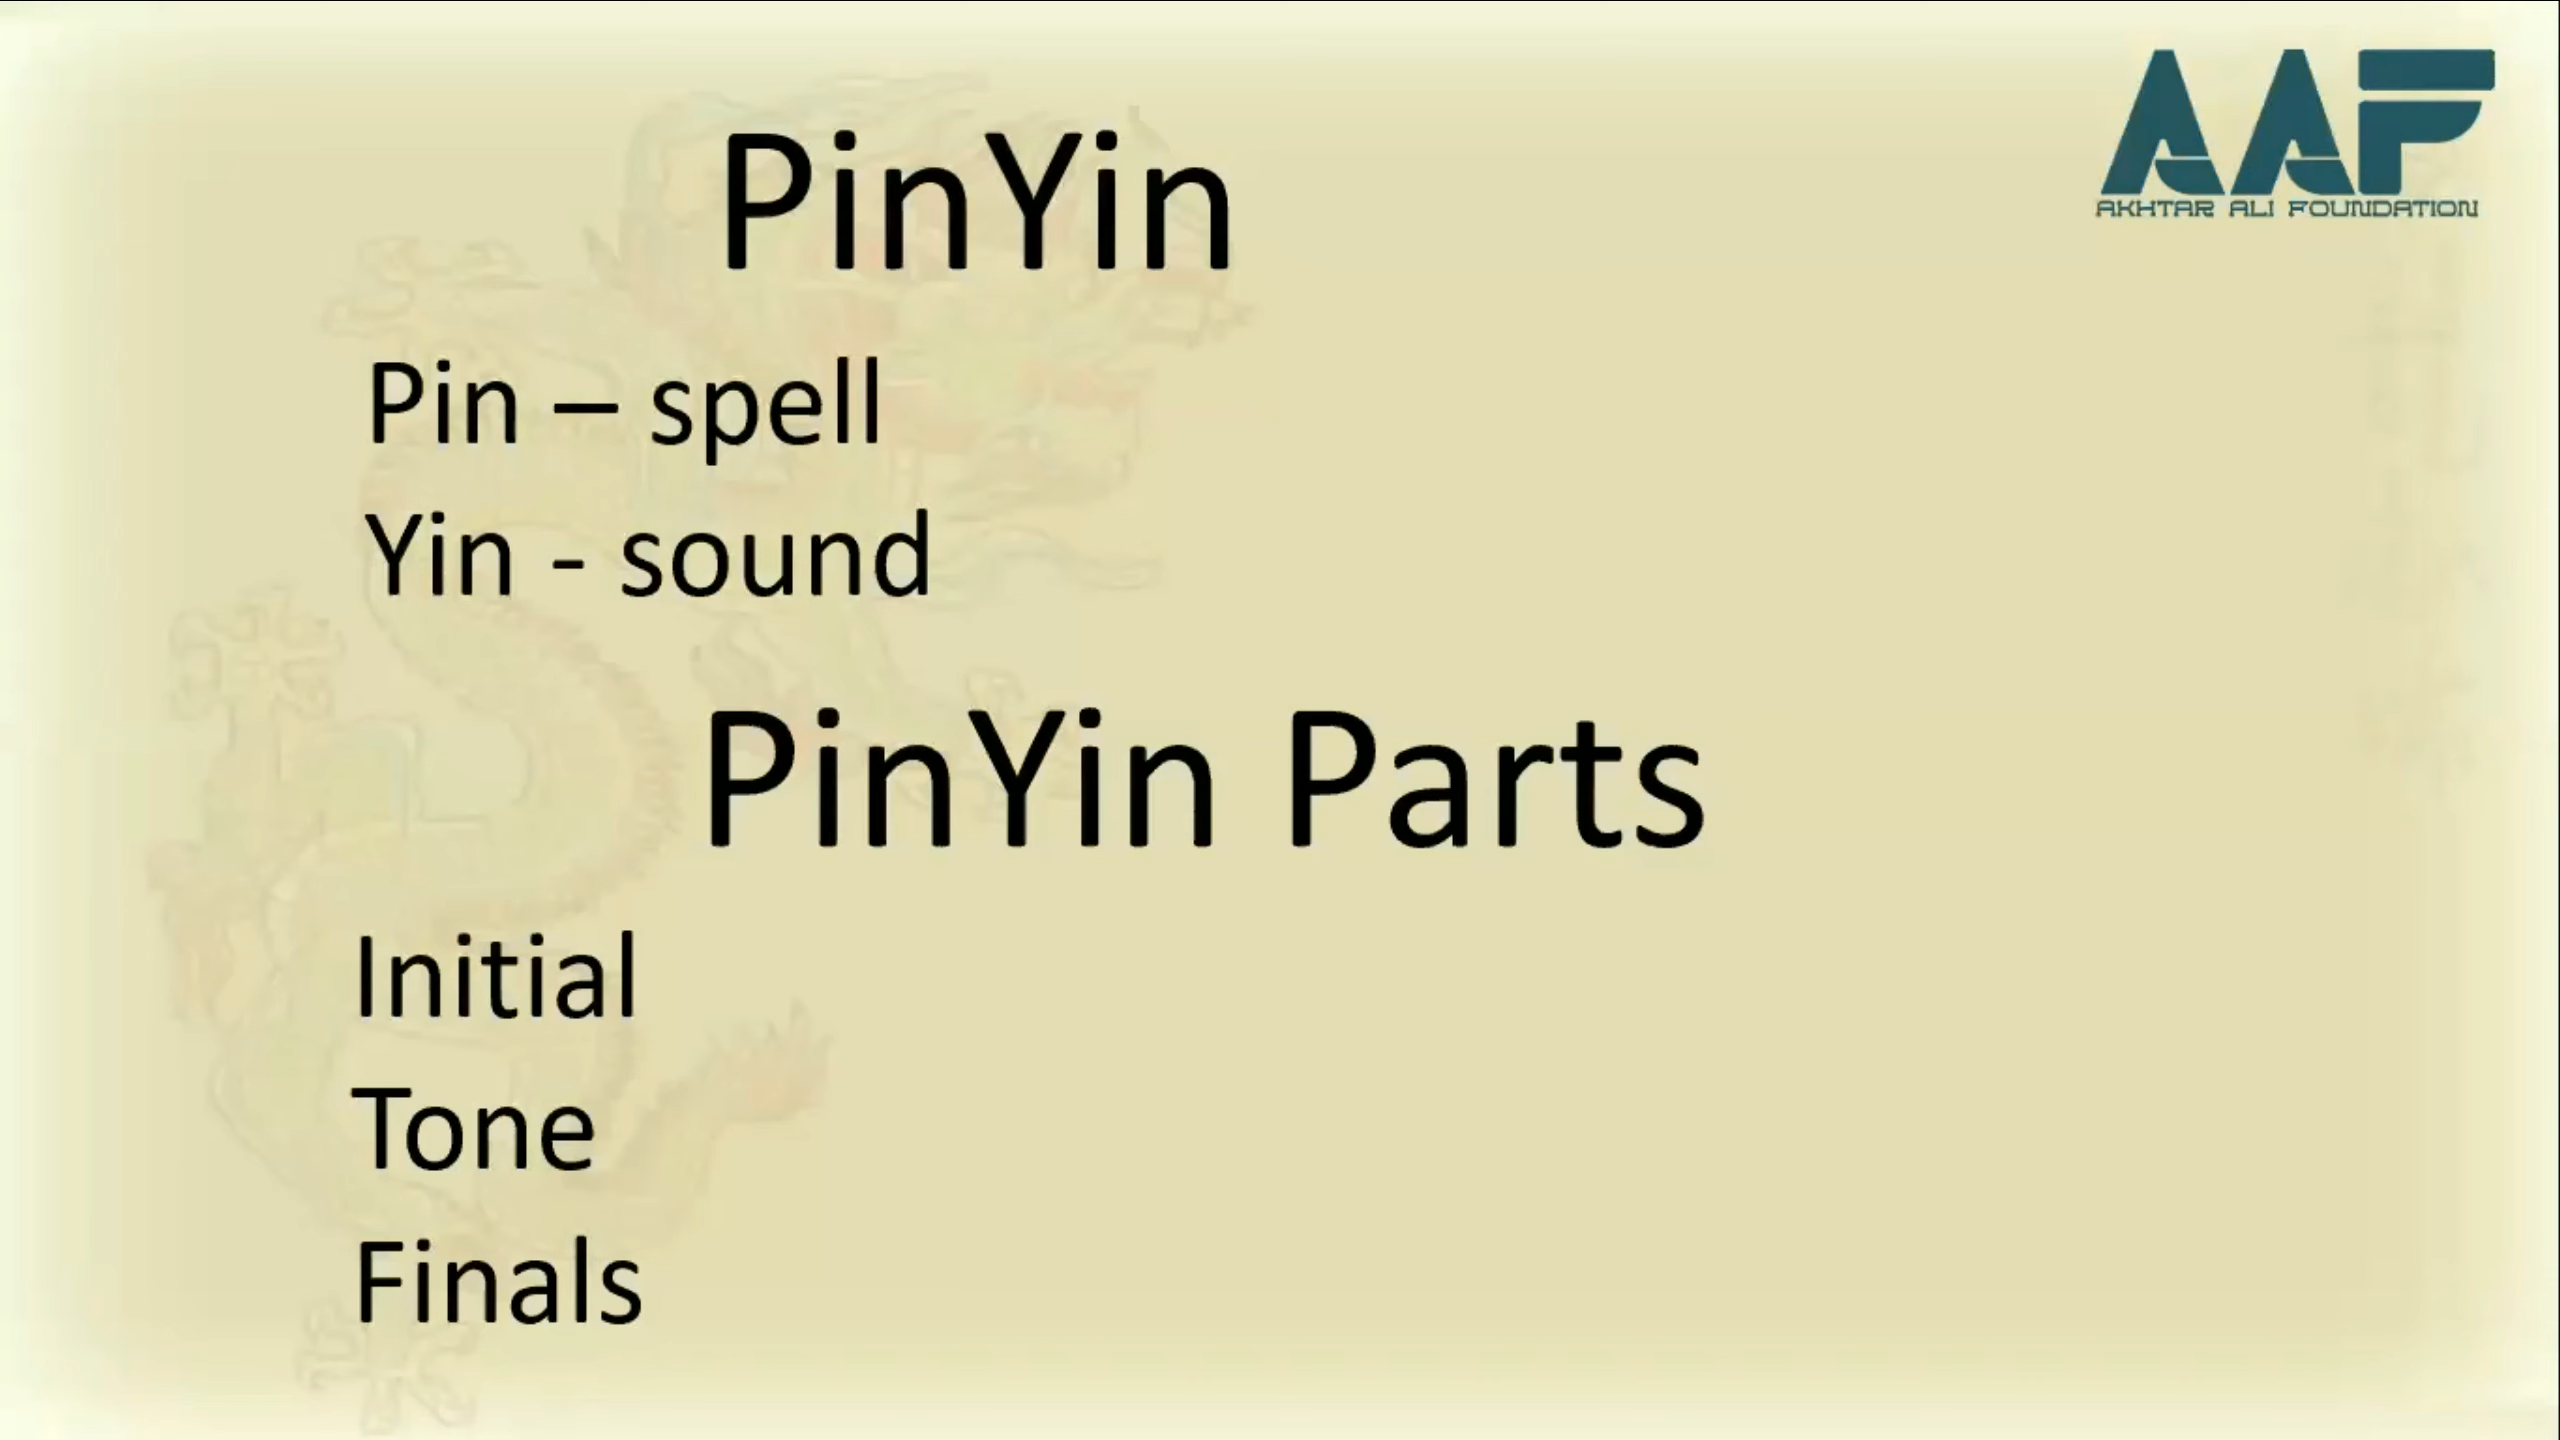 PinYin
AKHTAR ALI FOUNDATION
AAF
Pin – spell
Yin - sound
PinYin Parts
Initial
Tone
Finals